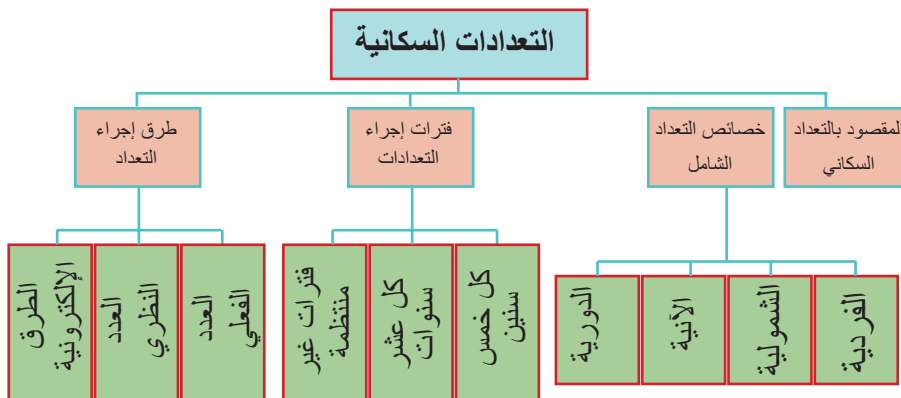 التعدادات السكانية
المقصود بالتعداد
السكاني
خصائص التعداد
الشامل
فترات إجراء
التعدادات
طرق إجراء
التعداد
الفردية
الشمولية
الآنية
الدورية
كل خمس
سنين
كل عشر
سنوات
فترات غير
منتظمة
العدد
الفعلي
العدد
النظري
الطرق
الإلكترونية